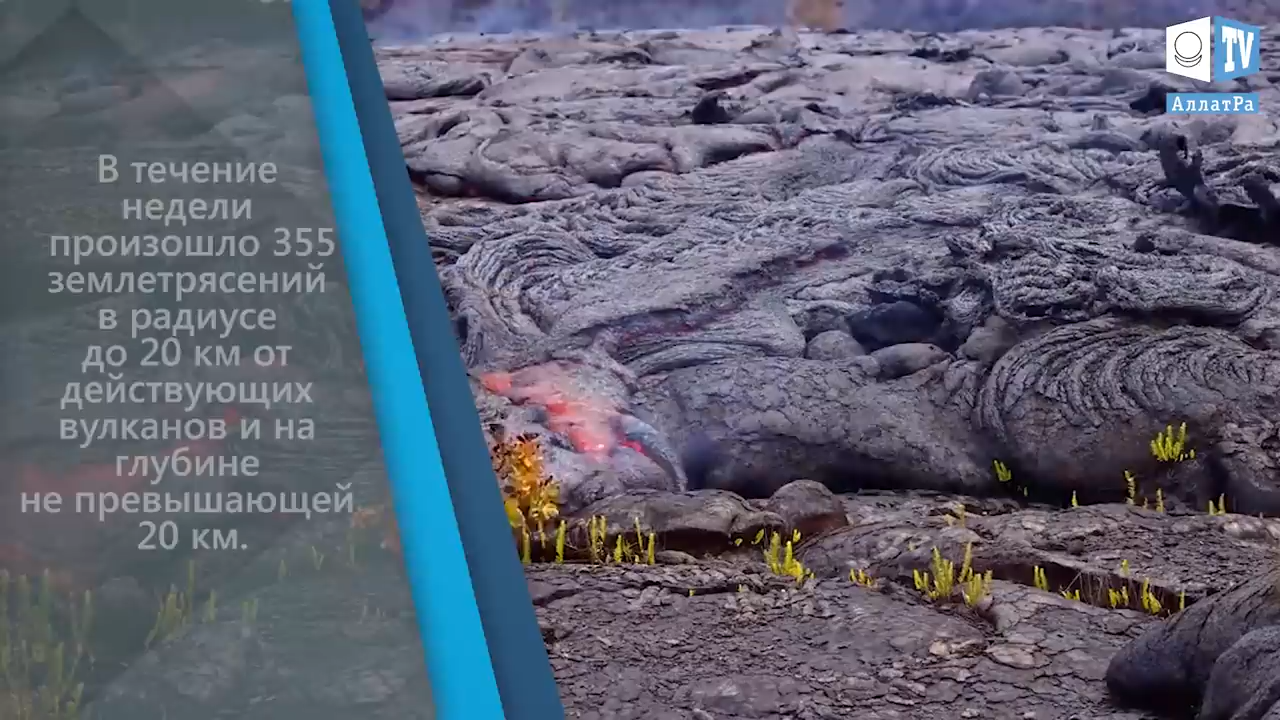 В течение
недели
произошло 355
землетрясений
в радиусе
до 20 км от
действующих
вулканов и на
глубине
не превышающей
20 км.
TV
АллатРа